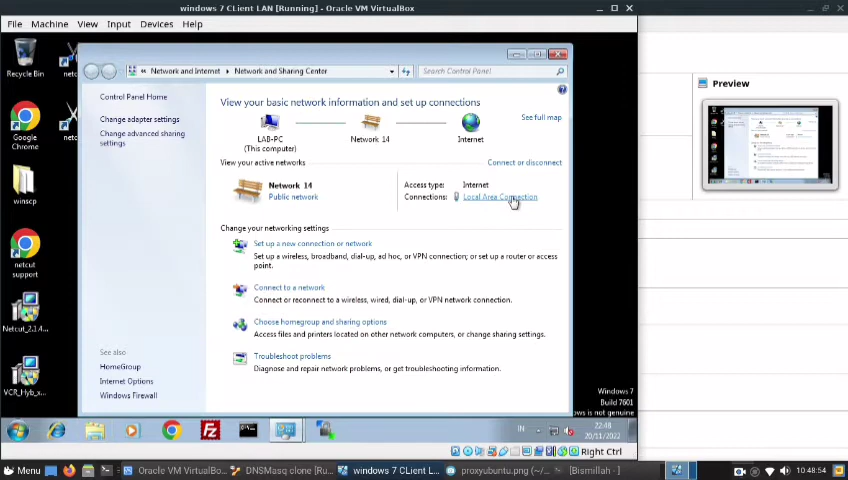 windows 7 CLient LAN [Running] - Oracle VM VirtualBox
File Machine View Input Devices Help
Network and Internet
Network and Sharing Center
Search Control Panel
Preview
Recycle Bin
netc
Google Chrome
netc
winscp
netcut support
Netcut_2.1.4...
VCR_Hyb_x...
Control Panel Home
Change adapter settings
Change advanced sharing settings
See also
HomeGroup
Internet Options
Windows Firewall
View your basic network information and set up connections
See full map
LAB-PC
(This computer)
Network 14
Internet
View your active networks
Connect or disconnect
Network 14
Public network
Access type: Internet
Connections: Local Area Connection
Change your networking settings
Set up a new connection or network
Set up a wireless, broadband, dial-up, ad hoc, or VPN connection; or set up a router or access
point.
Connect to a network
Connect or reconnect to a wireless, wired, dial-up, or VPN network connection.
Choose homegroup and sharing options
Access files and printers located on other network computers, or change sharing settings.
Troubleshoot problems
Diagnose and repair network problems, or get troubleshooting information.
Windows 7
Build 7601
ws is not genuine
IN
22:48
20/11/2022
Right Ctrl
Menu
Oracle VM VirtualBo...
DNSMasq clone [Ru...
windows 7 CLient L...
proxyubuntu.png (~/...
[Bismillah - ]
10:48:54